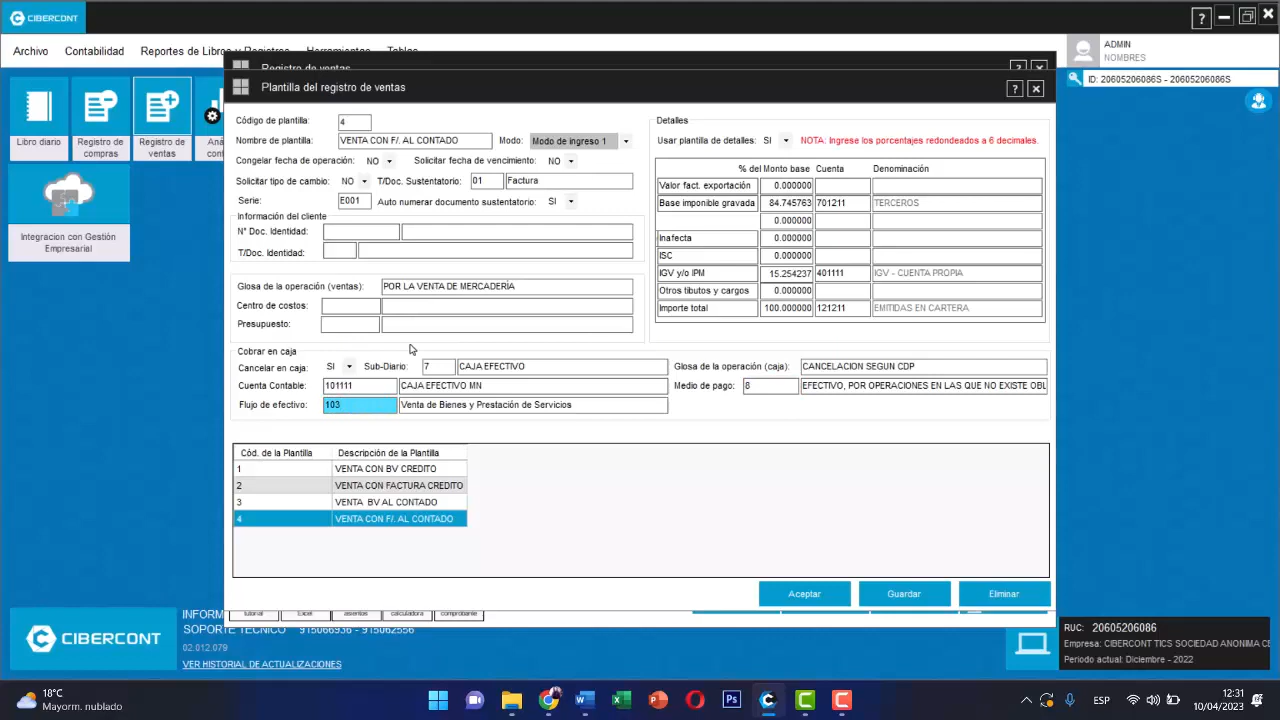 CIBERCONT
Archivo Contabilidad Reportes de Libros y Registros Herramientas Tablas
ADMIN
NOMBRES
ID: 20605206086S - 20605206086S
Libro diario
Registro de compras
Registro de ventas
Integracion con Gestión Empresarial
Registro de ventas
Plantilla del registro de ventas
Código de plantilla: 4
Nombre de plantilla: VENTA CON F/. AL CONTADO Modo: Modo de ingreso 1
Congelar fecha de operación: NO Solicitar fecha de vencimiento: NO
Solicitar tipo de cambio: NO T/Doc. Sustentatorio: 01 Factura
Serie: E001 Auto numerar documento sustentatorio: SI
Información del cliente
N° Doc. Identidad:
T/Doc. Identidad:
Glosa de la operación (ventas): POR LA VENTA DE MERCADERÍA
Centro de costos:
Presupuesto:
Detalles
Usar plantilla de detalles: SI NOTA: Ingrese los porcentajes redondeados a 6 decimales.
% del Monto base Cuenta Denominación
Valor fact. exportación 0.000000
Base imponible gravada 84.745763 701211 TERCEROS
0.000000
Inafecta 0.000000
ISC 0.000000
IGV y/o IPM 15.254237 401111 IGV - CUENTA PROPIA
Otros tibutos y cargos 0.000000
Importe total 100.000000 121211 EMITIDAS EN CARTERA
Cobrar en caja
Cancelar en caja: SI Sub-Diario: 7 CAJA EFECTIVO Glosa de la operación (caja): CANCELACION SEGUN CDP
Cuenta Contable: 101111 CAJA EFECTIVO MN Medio de pago: 8 EFECTIVO, POR OPERACIONES EN LAS QUE NO EXISTE OBL
Flujo de efectivo: 103 Venta de Bienes y Prestación de Servicios
Cód. de la Plantilla Descripción de la Plantilla
1 VENTA CON BV CREDITO
2 VENTA CON FACTURA CREDITO
3 VENTA BV AL CONTADO
4 VENTA CON F/. AL CONTADO
Aceptar Guardar Eliminar
tutorial Excel asientos calculadora comprobante
CIBERCONT
INFORM
SOPORTE TECNICO 915066936 - 915062556
02.012.079
VER HISTORIAL DE ACTUALIZACIONES
RUC: 20605206086
Empresa: CIBERCONT TICS SOCIEDAD ANONIMA CE
Periodo actual: Diciembre - 2022
18°C
Mayorm. nublado
ESP
12:31
10/04/2023